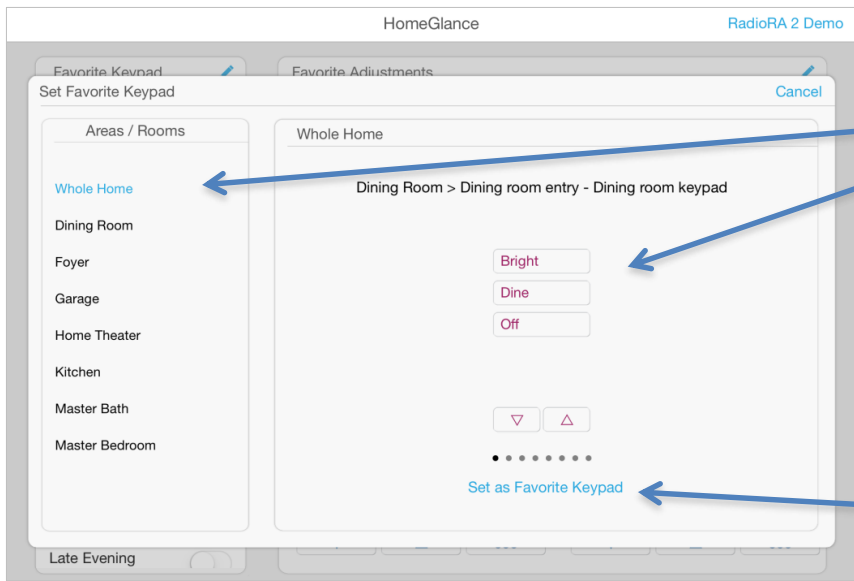 HomeGlance
RadioRA 2 Demo
Favorite Keypad
Favorite Adjustments
Set Favorite Keypad
Cancel
Areas / Rooms
Whole Home
Dining Room
Foyer
Garage
Home Theater
Kitchen
Master Bath
Master Bedroom
Whole Home
Dining Room > Dining room entry - Dining room keypad
Bright
Dine
Off
Set as Favorite Keypad
Late Evening